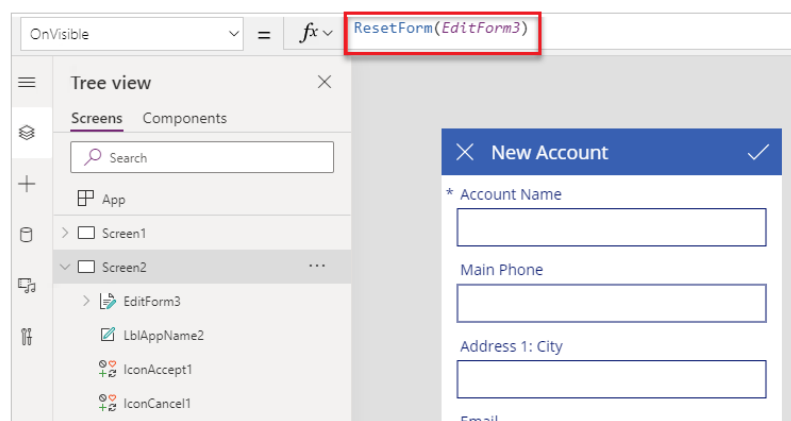 OnVisible = fx ResetForm(EditForm3)
Tree view
Screens Components
Search
App
Screen1
Screen2 ...
EditForm3
LblAppName2
IconAccept1
IconCancel1
New Account
* Account Name
Main Phone
Address 1: City
Email